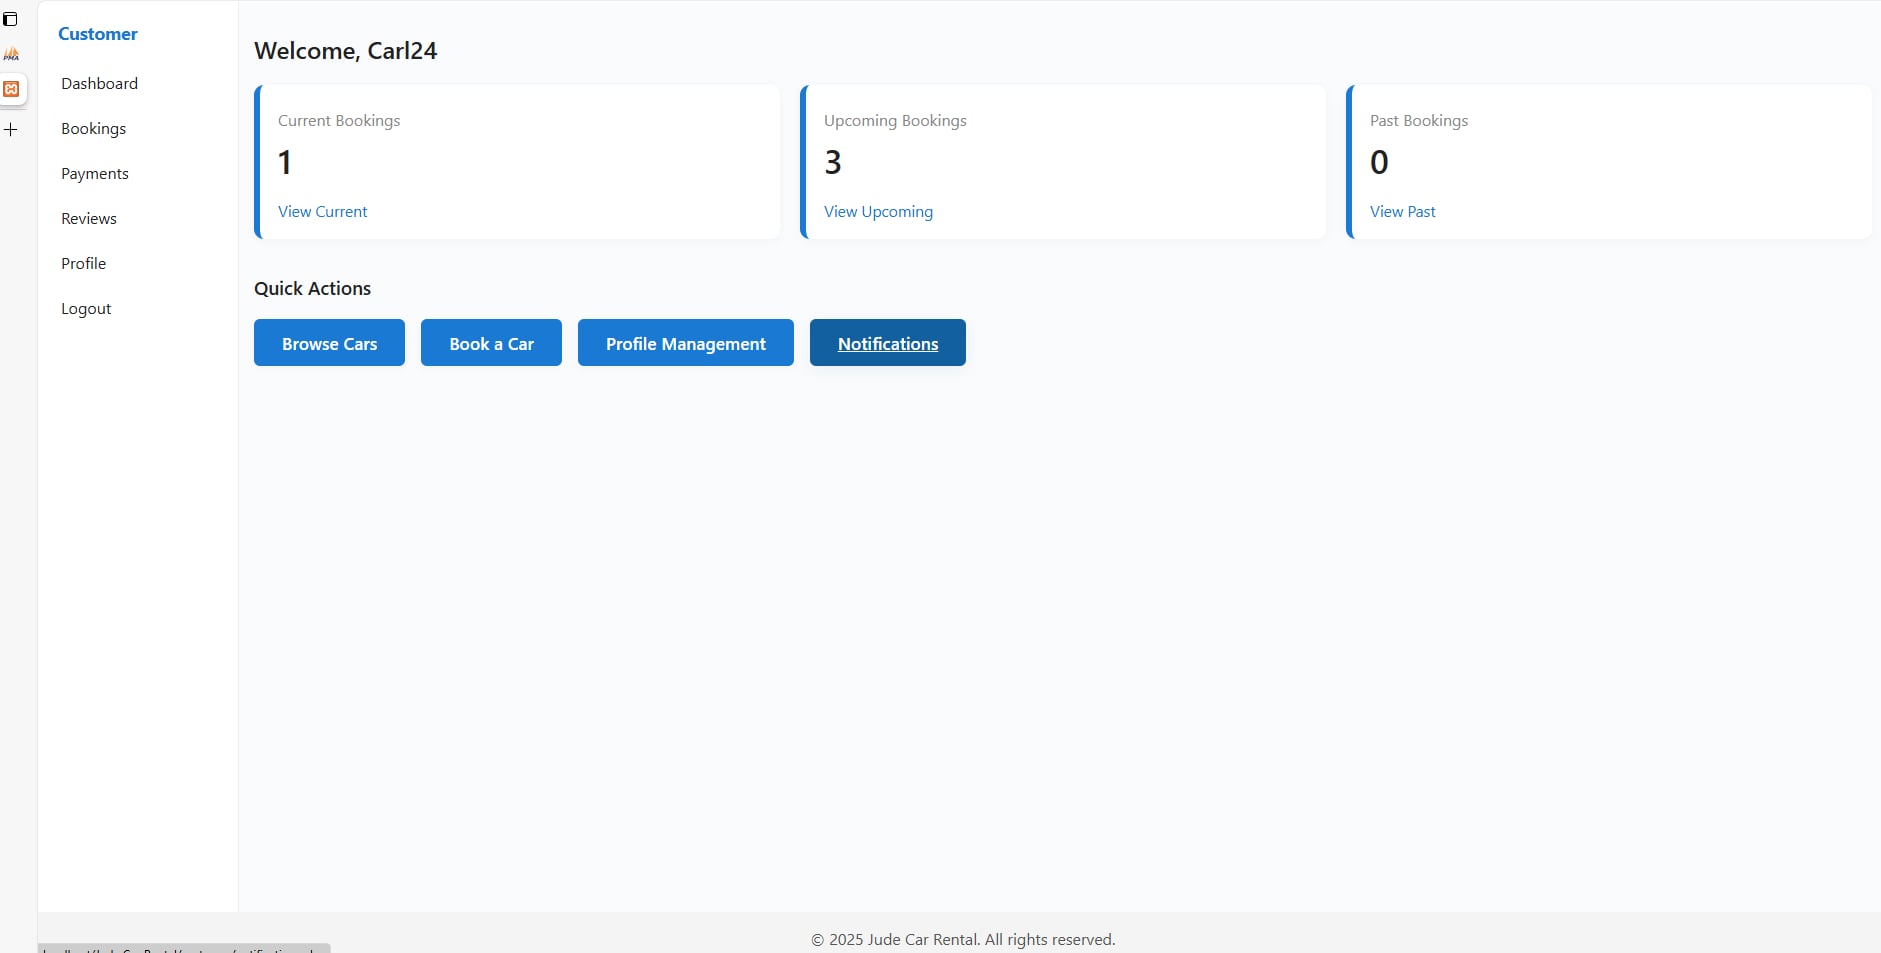 Customer
Dashboard
Bookings
Payments
Reviews
Profile
Logout
Welcome, Carl24
Current Bookings
1
View Current
Upcoming Bookings
3
View Upcoming
Past Bookings
0
View Past
Quick Actions
Browse Cars
Book a Car
Profile Management
Notifications
© 2025 Jude Car Rental. All rights reserved.
PMA